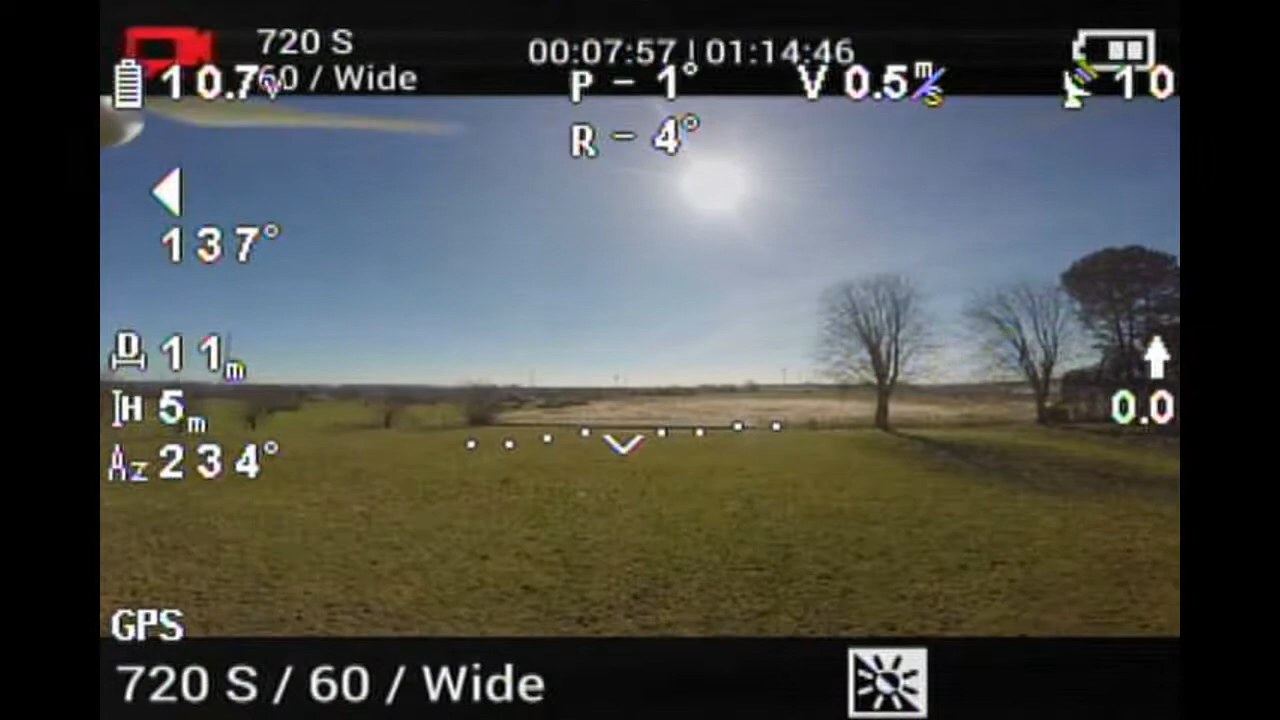 720 S
00:07:57 | 01:14:46
10.7V
60 / Wide
P - 1°
V 0.5 m/s
10
R - 4°
137°
D 11m
H 5m
0.0
Az 234°
GPS
720 S / 60 / Wide